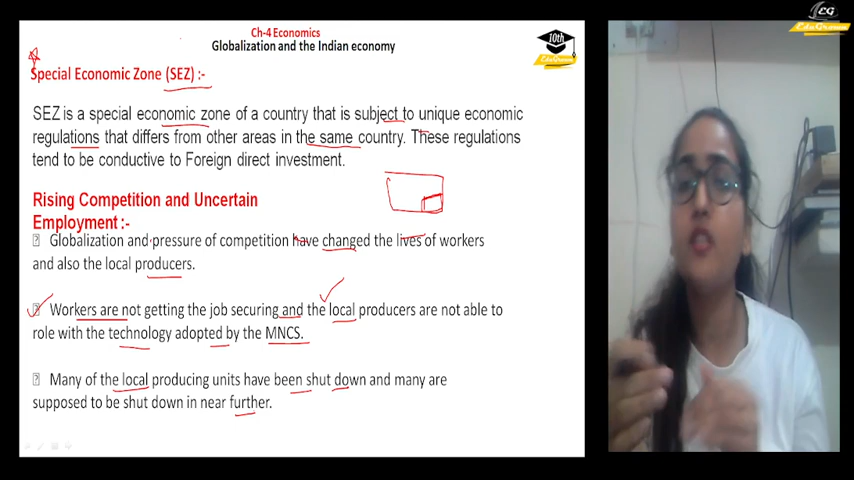 Ch-4 Economics
Globalization and the Indian economy
10th
EduGramm
CG
EduGramm
Special Economic Zone (SEZ) :-
SEZ is a special economic zone of a country that is subject to unique economic
regulations that differs from other areas in the same country. These regulations
tend to be conductive to Foreign direct investment.
Rising Competition and Uncertain
Employment :-
Globalization and pressure of competition have changed the lives of workers
and also the local producers.
Workers are not getting the job securing and the local producers are not able to
role with the technology adopted by the MNCS.
Many of the local producing units have been shut down and many are
supposed to be shut down in near further.